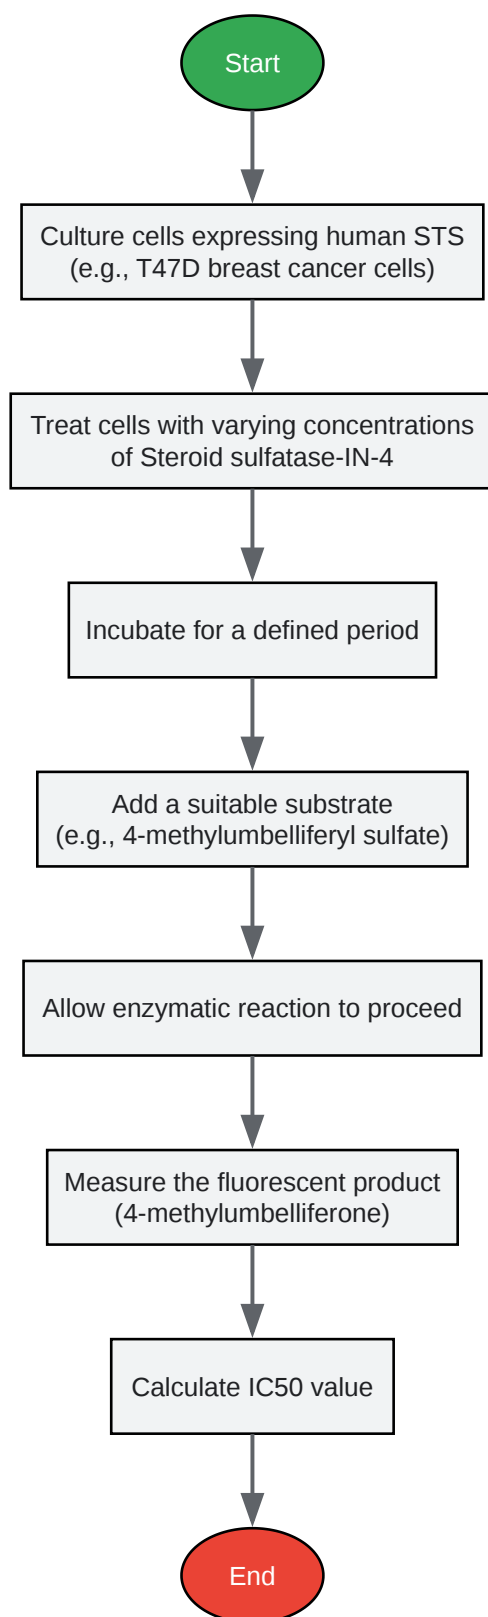 Start
Culture cells expressing human STS
(e.g., T47D breast cancer cells)
Treat cells with varying concentrations
of Steroid sulfatase-IN-4
Incubate for a defined period
Add a suitable substrate
(e.g., 4-methylumbelliferyl sulfate)
Allow enzymatic reaction to proceed
Measure the fluorescent product
(4-methylumbelliferone)
Calculate IC50 value
End